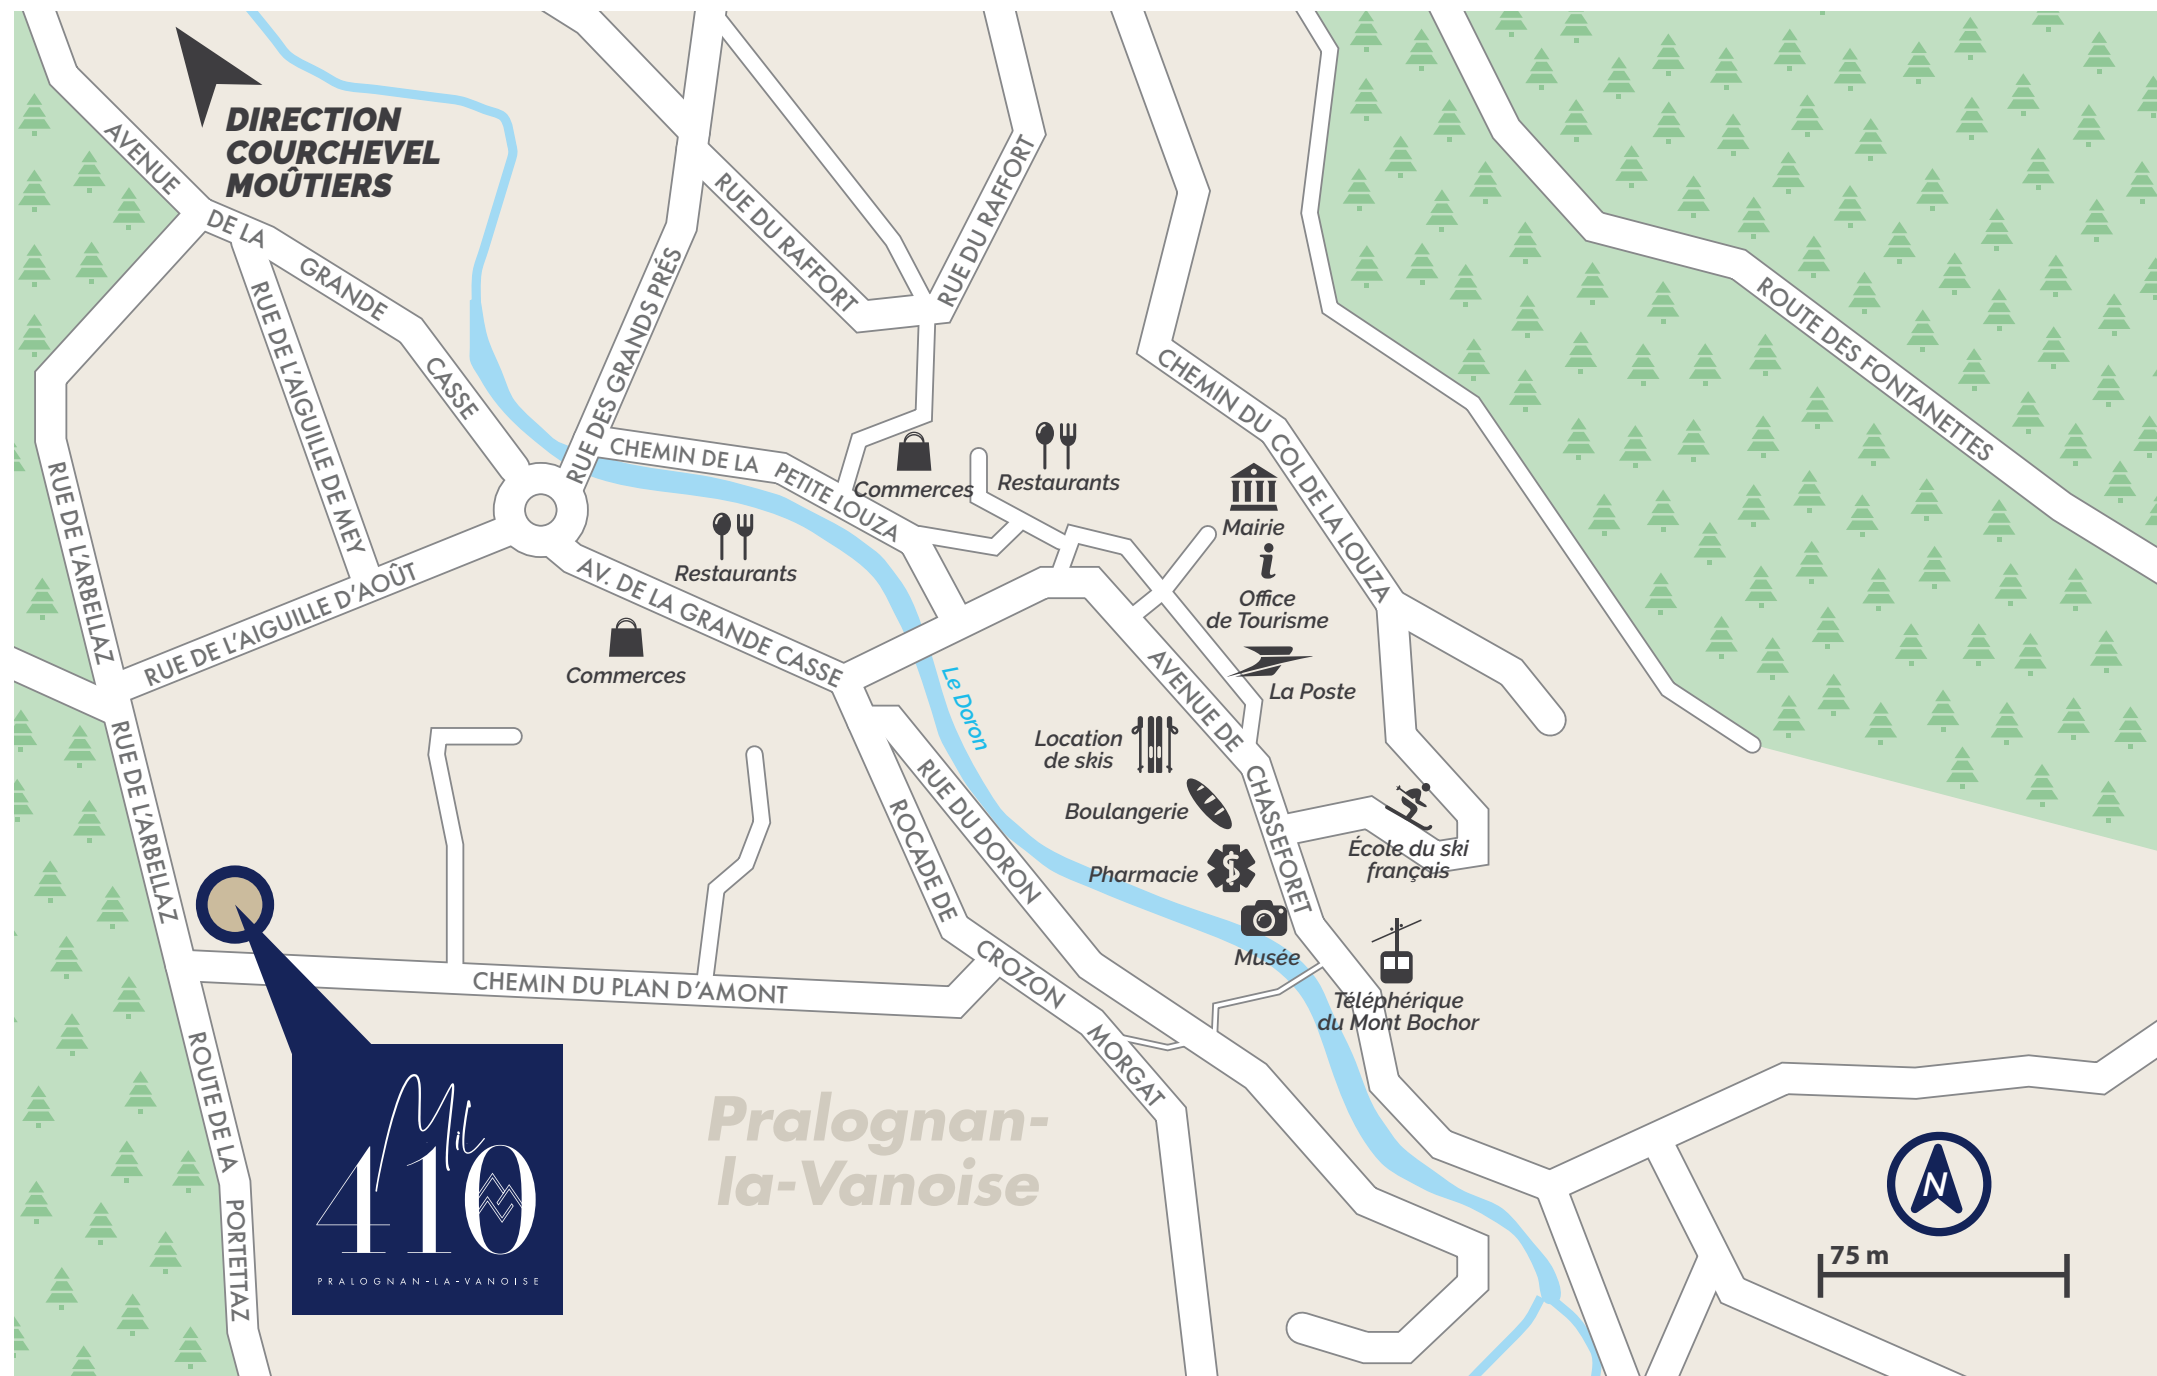 DIRECTION
COURCHEVEL
MOÛTIERS
AVENUE
DE LA
GRANDE
CASSE
RUE DU RAFFORT
RUE DU RAFFORT
RUE DES GRANDS PRÉS
RUE DE L'AIGUILLE DE MEY
ROUTE DES FONTANETTES
CHEMIN DU COL DE LA LOUZA
CHEMIN DE LA
PETITE LOUZA
Commerces
Restaurants
Mairie
Office
de Tourisme
La Poste
Restaurants
Commerces
RUE DE L'ARBELLAZ
RUE DE L'AIGUILLE D'AOÛT
AV. DE LA GRANDE CASSE
Le Doron
AVENUE DE
CHASSEFORET
Location
de skis
Boulangerie
Pharmacie
Musée
École du ski
français
Téléphérique
du Mont Bochor
RUE DE L'ARBELLAZ
RUE DU DORON
ROCADE DE
CROZON
MORGAT
CHEMIN DU PLAN D'AMONT
ROUTE DE LA
PORTETTAZ
Mil
410
PRALOGNAN-LA-VANOISE
Pralognan-
la-Vanoise
N
75 m